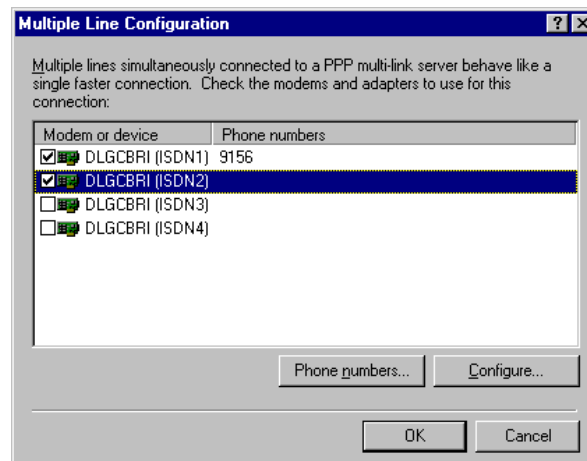 Multiple Line Configuration
Multiple lines simultaneously connected to a PPP multi-link server behave like a
single faster connection. Check the modems and adapters to use for this
connection:
Modem or device Phone numbers
DLGCBRI (ISDN1) 9156
DLGCBRI (ISDN2)
DLGCBRI (ISDN3)
DLGCBRI (ISDN4)
Phone numbers... Configure...
OK Cancel